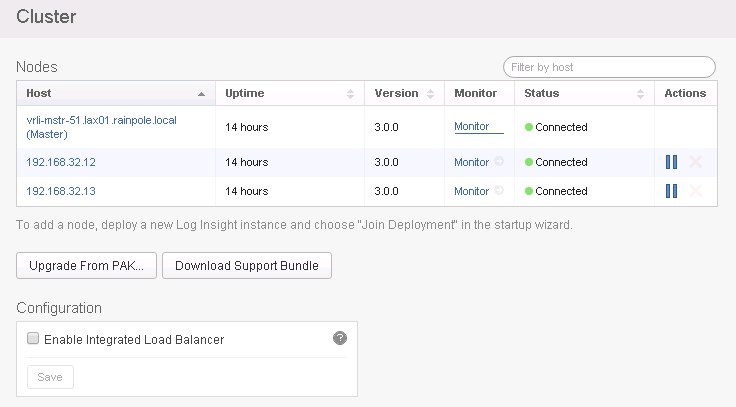 Cluster
Nodes
Filter by host
Host Uptime Version Monitor Status Actions
vrli-mstr-51.lax01.rainpole.local
(Master) 14 hours 3.0.0 Monitor Connected
192.168.32.12 14 hours 3.0.0 Monitor Connected
192.168.32.13 14 hours 3.0.0 Monitor Connected
To add a node, deploy a new Log Insight instance and choose "Join Deployment" in the startup wizard.
Upgrade From PAK... Download Support Bundle
Configuration
Enable Integrated Load Balancer ?
Save